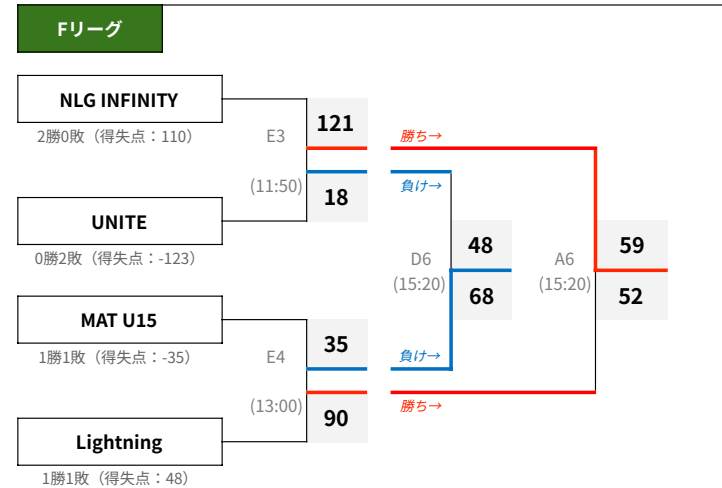 Fリーグ
NLG INFINITY
2勝0敗（得失点：110）
E3
(11:50)
121
18
UNITE
0勝2敗（得失点：-123）
勝ち→
負け→
D6
(15:20)
48
68
A6
(15:20)
59
52
MAT U15
1勝1敗（得失点：-35）
E4
(13:00)
35
90
負け→
勝ち→
Lightning
1勝1敗（得失点：48）